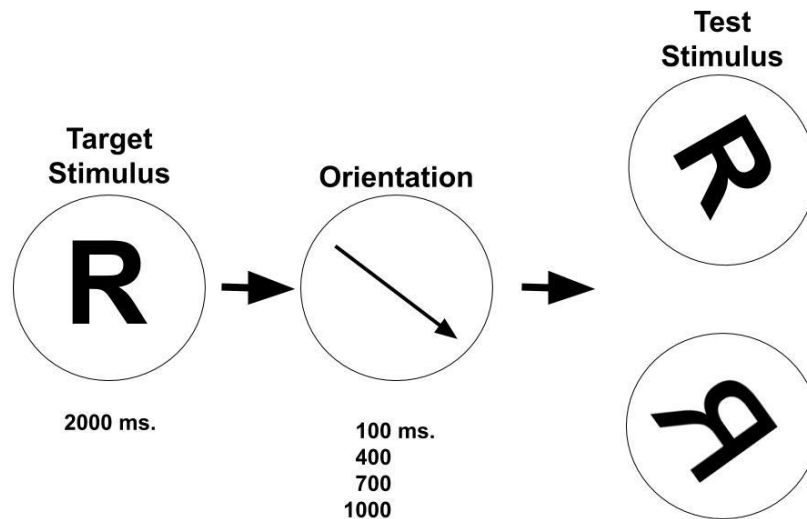 Target
Stimulus
R
2000 ms.
Orientation
100 ms.
400
700
1000
Test
Stimulus
R
R